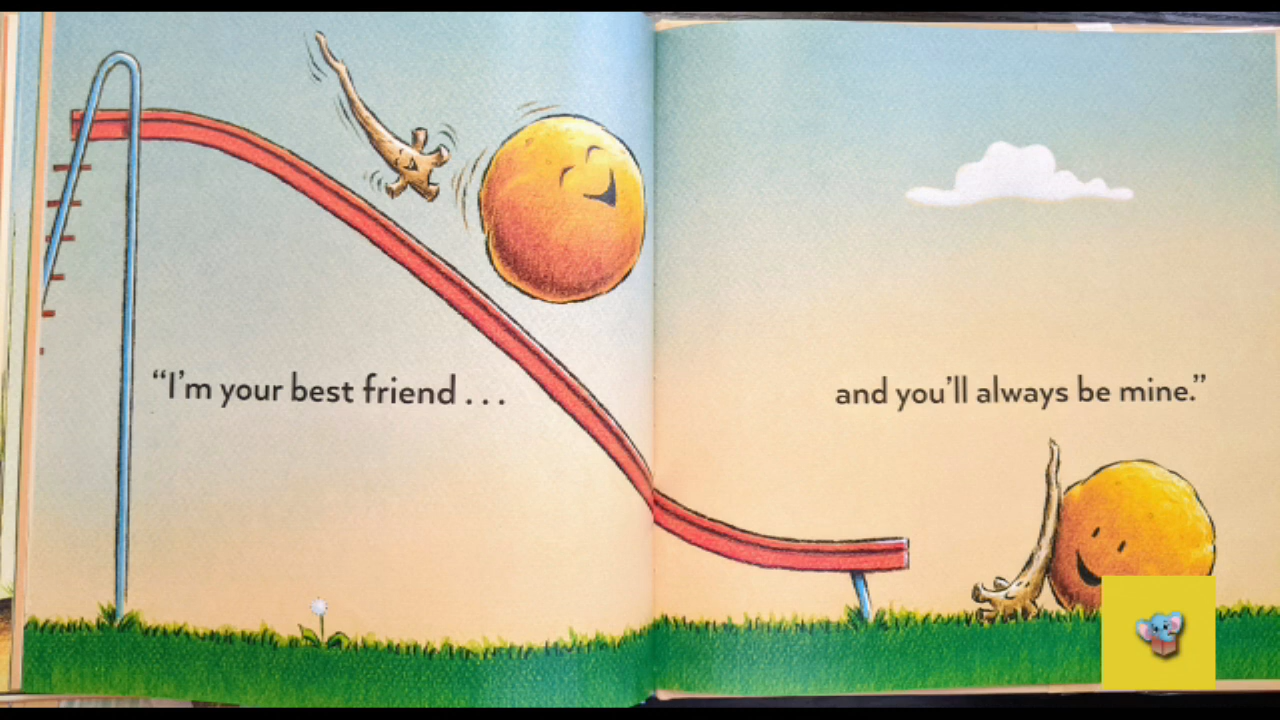 “I’m your best friend . . .
and you’ll always be mine.”